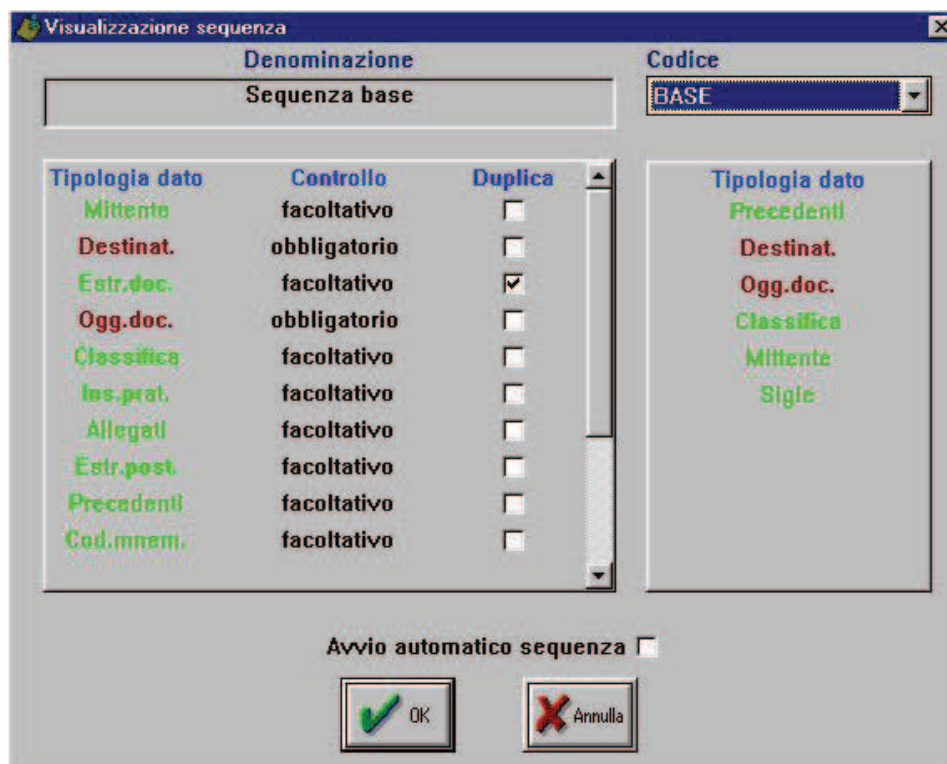 Visualizzazione sequenza
Denominazione Codice
Sequenza base BASE
Tipologia dato Controllo Duplica
Mittente facoltativo
Destinat. obbligatorio
Estr.doc. facoltativo
Ogg.doc. obbligatorio
Classifica facoltativo
Ins.prat. facoltativo
Allegati facoltativo
Estr.post. facoltativo
Precedenti facoltativo
Cod.mnem. facoltativo
Tipologia dato
Precedenti
Destinat.
Ogg.doc.
Classifica
Mittente
Sigle
Avvio automatico sequenza
OK Annulla